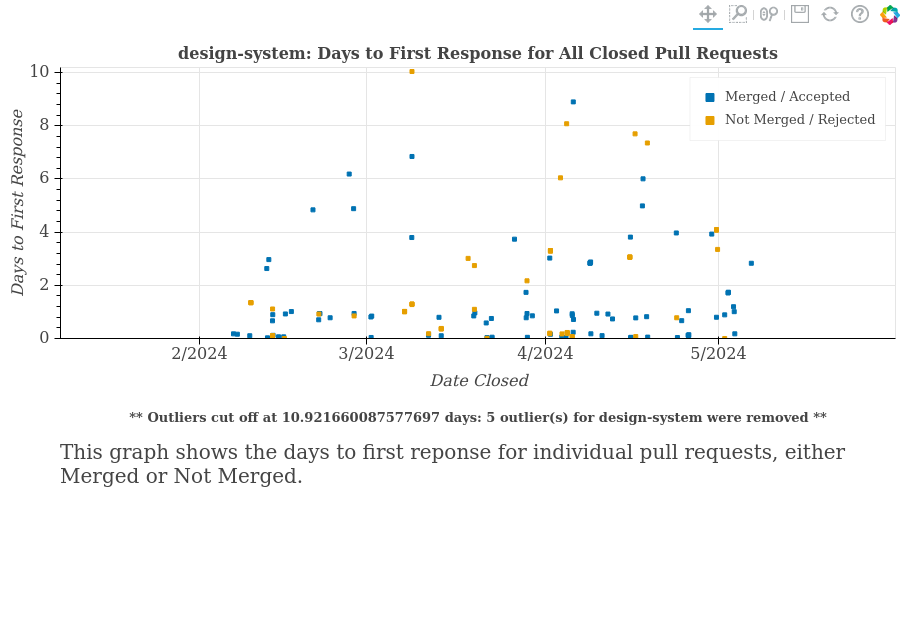 design-system: Days to First Response for All Closed Pull Requests
10
8
6
4
2
0
Days to First Response
Merged / Accepted
Not Merged / Rejected
2/2024
3/2024
4/2024
5/2024
Date Closed
** Outliers cut off at 10.921660087577697 days: 5 outlier(s) for design-system were removed **
This graph shows the days to first reponse for individual pull requests, either
Merged or Not Merged.